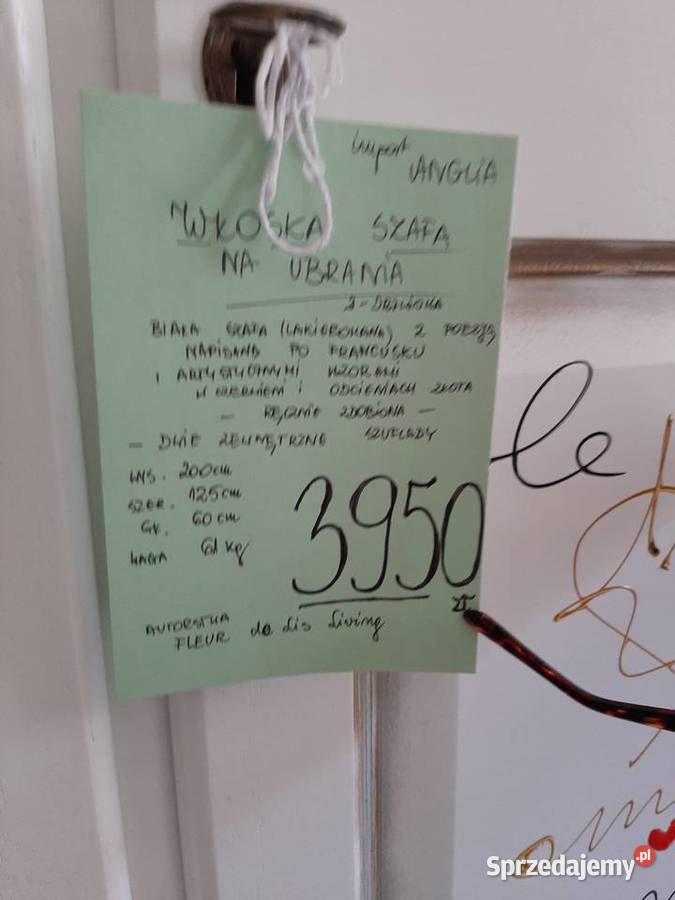 import
ANGLIA
WŁOSKA SZAFA
NA UBRANIA
2-DRZWIOWA
BIAŁA SZAFA (LAKIEROWANA) Z POEZJĄ
NAPISANĄ PO FRANCUSKU
I ARTYSTYCZNYMI WZORAMI
W CZERNIEM I ODCIENIACH ZŁOTA
- RĘCZNIE ZDOBIONA -
- DWIE ZEWNĘTRZNE SZUFLADY
WYS. 200cm
SZER. 125cm
GŁ. 60cm
WAGA 61 kg
3950
ZŁ
AUTORSTWA
FLEUR de Lis Living
le
Sprzedajemy.pl